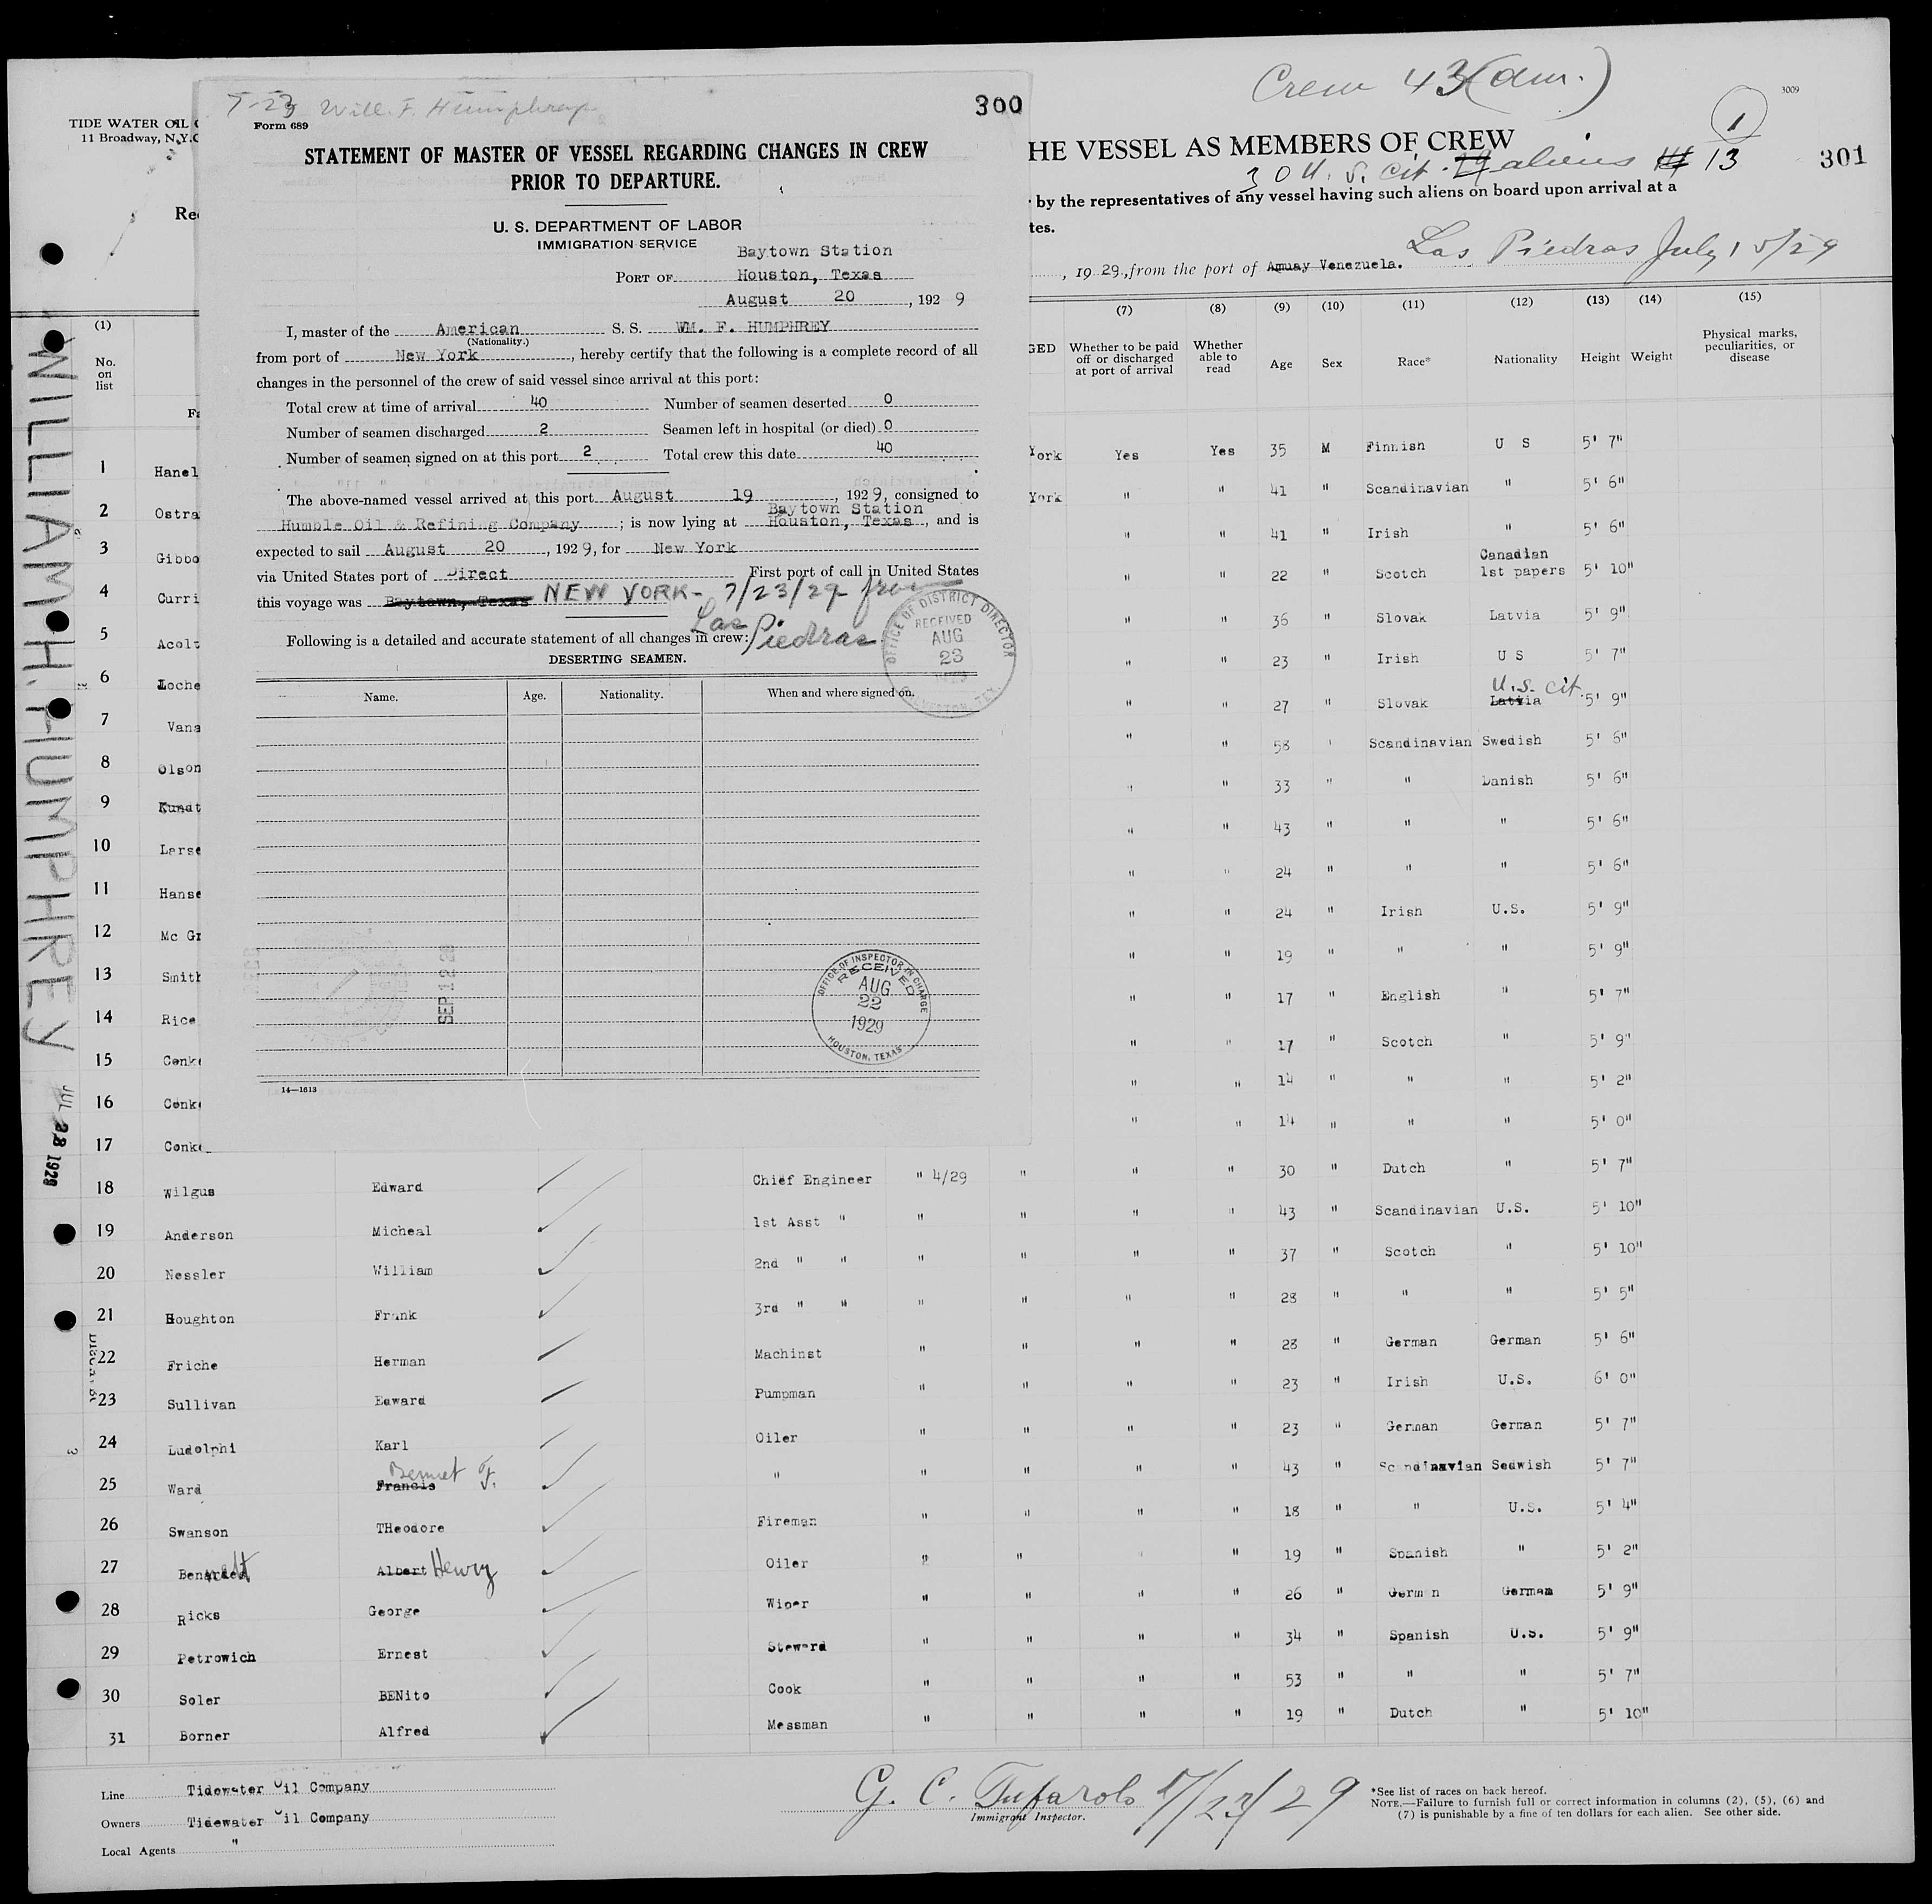 TIDE WATER OIL
11 Broadway, N.Y.C
Crew 43 (am.)
3009
1
HE VESSEL AS MEMBERS OF CREW
30 U. S. cit. aliens 13
301
by the representatives of any vessel having such aliens on board upon arrival at a
tes.
, 19 29, from the port of Amuay Venezuela. Las Piedras July 15/29
Will. F. Humphrey
300
Form 689
STATEMENT OF MASTER OF VESSEL REGARDING CHANGES IN CREW
PRIOR TO DEPARTURE.
U. S. DEPARTMENT OF LABOR
IMMIGRATION SERVICE
Baytown Station
PORT OF Houston, Texas
August 20, 192 9
I, master of the American S. S. WM. F. HUMPHREY
(Nationality.)
from port of New York, hereby certify that the following is a complete record of all
changes in the personnel of the crew of said vessel since arrival at this port:
Total crew at time of arrival 40 Number of seamen deserted 0
Number of seamen discharged 2 Seamen left in hospital (or died) 0
Number of seamen signed on at this port 2 Total crew this date 40
The above-named vessel arrived at this port August 19, 192 9, consigned to
Baytown Station
Humble Oil & Refining Company; is now lying at Houston, Texas, and is
expected to sail August 20, 192 9, for New York
via United States port of Direct First port of call in United States
this voyage was Baytown, Texas NEW YORK- 7/23/29 from
Las Piedras
Following is a detailed and accurate statement of all changes in crew:
DESERTING SEAMEN.
Name. Age. Nationality. When and where signed on.
OFFICE OF DISTRICT DIRECTOR
RECEIVED
AUG
23
SEP 12 29
OFFICE OF INSPECTOR IN CHARGE
RECEIVED
AUG
22
1929
HOUSTON, TEXAS
14—1613
WILLIAM H. HUMPHREY
JUL 23 1929
(1) (7) (8) (9) (10) (11) (12) (13) (14) (15)
No. on list
GED
Whether to be paid off or discharged at port of arrival
Whether able to read
Age
Sex
Race*
Nationality
Height
Weight
Physical marks, peculiarities, or disease
1 Hanel York Yes Yes 35 M Finnish U S 5' 7"
2 Ostra York " " 41 " Scandinavian " 5' 6"
3 Gibbo " " 41 " Irish " 5' 6"
4 Curri " " 22 " Scotch Canadian 1st papers 5' 10"
5 Acolt " " 36 " Slovak Latvia 5' 9"
6 Loche " " 23 " Irish U S 5' 7"
7 Vana " " 27 " Slovak Latvia U.S. cit. 5' 9"
8 Olson " " 58 " Scandinavian Swedish 5' 6"
9 Kundt " " 33 " " Danish 5' 6"
10 Larse " " 43 " " " 5' 6"
11 Hanse " " 24 " " " 5' 6"
12 Mc Gr " " 24 " Irish U.S. 5' 9"
13 Smith " " 19 " " " 5' 9"
14 Rice " " 17 " English " 5' 7"
15 Conk " " 17 " Scotch " 5' 9"
16 Conk " " 14 " " " 5' 2"
17 Conk " " 14 " " " 5' 0"
18 Wilgus Edward Chief Engineer " 4/29 " " " 30 " Dutch " 5' 7"
19 Anderson Micheal 1st Asst " " " " " 43 " Scandinavian U.S. 5' 10"
20 Nessler William 2nd " " " " " " 37 " Scotch " 5' 10"
21 Houghton Frank 3rd " " " " " " 28 " " " 5' 5"
22 Friche Herman Machinst " " " " 28 " German German 5' 6"
23 Sullivan Edward Pumpman " " " " 23 " Irish U.S. 6' 0"
24 Ludolphi Karl Oiler " " " " 23 " German German 5' 7"
25 Ward Francis Bennet F. " " " " " 43 " Scandinavian Sedwish 5' 7"
26 Swanson THeodore Fireman " " " " 18 " " U.S. 5' 4"
27 Albert Henry Oiler " " " " 19 " Spanish " 5' 2"
28 Ricks George Wiper " " " " 26 " German German 5' 9"
29 Petrowich Ernest Steward " " " " 34 " Spanish U.S. 5' 9"
30 Soler BENito Cook " " " " 53 " " " 5' 7"
31 Borner Alfred Messman " " " " 19 " Dutch " 5' 10"
Line Tidewater Oil Company
Owners Tidewater Oil Company
Local Agents "
G. C. Tufarolo 7/23/29
Immigrant Inspector.
*See list of races on back hereof.
NOTE.—Failure to furnish full or correct information in columns (2), (5), (6) and
(7) is punishable by a fine of ten dollars for each alien. See other side.